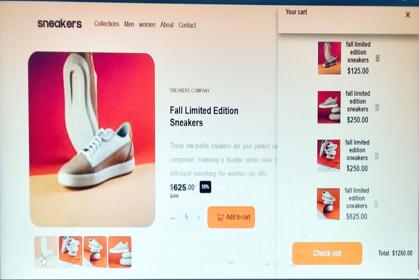 sneakers
Collections Men women About Contact
SNEAKERS COMPANY
Fall Limited Edition
Sneakers
These low-profile sneakers are your perfect ca
companion. Featuring a durable rubber outer s
withstand everything the weather can offer.
$625.00 50%
5 +
Add to cart
Your cart X
fall limited
edition
sneakers
$125.00
fall limited
edition
sneakers
$250.00
fall limited
edition
sneakers
$250.00
fall limited
edition
sneakers
$625.00
Check out
Total: $1250.00